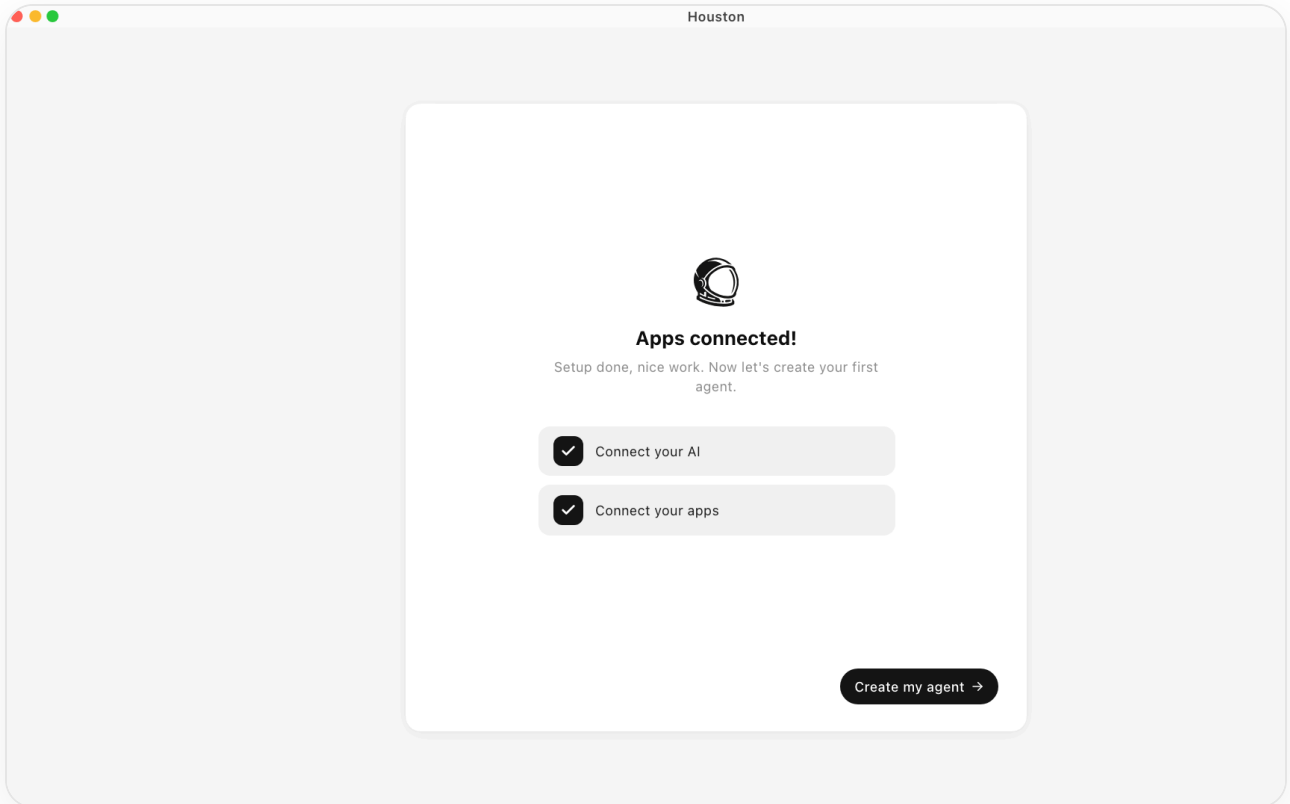 Houston
Apps connected!
Setup done, nice work. Now let's create your first
agent.
Connect your AI
Connect your apps
Create my agent →